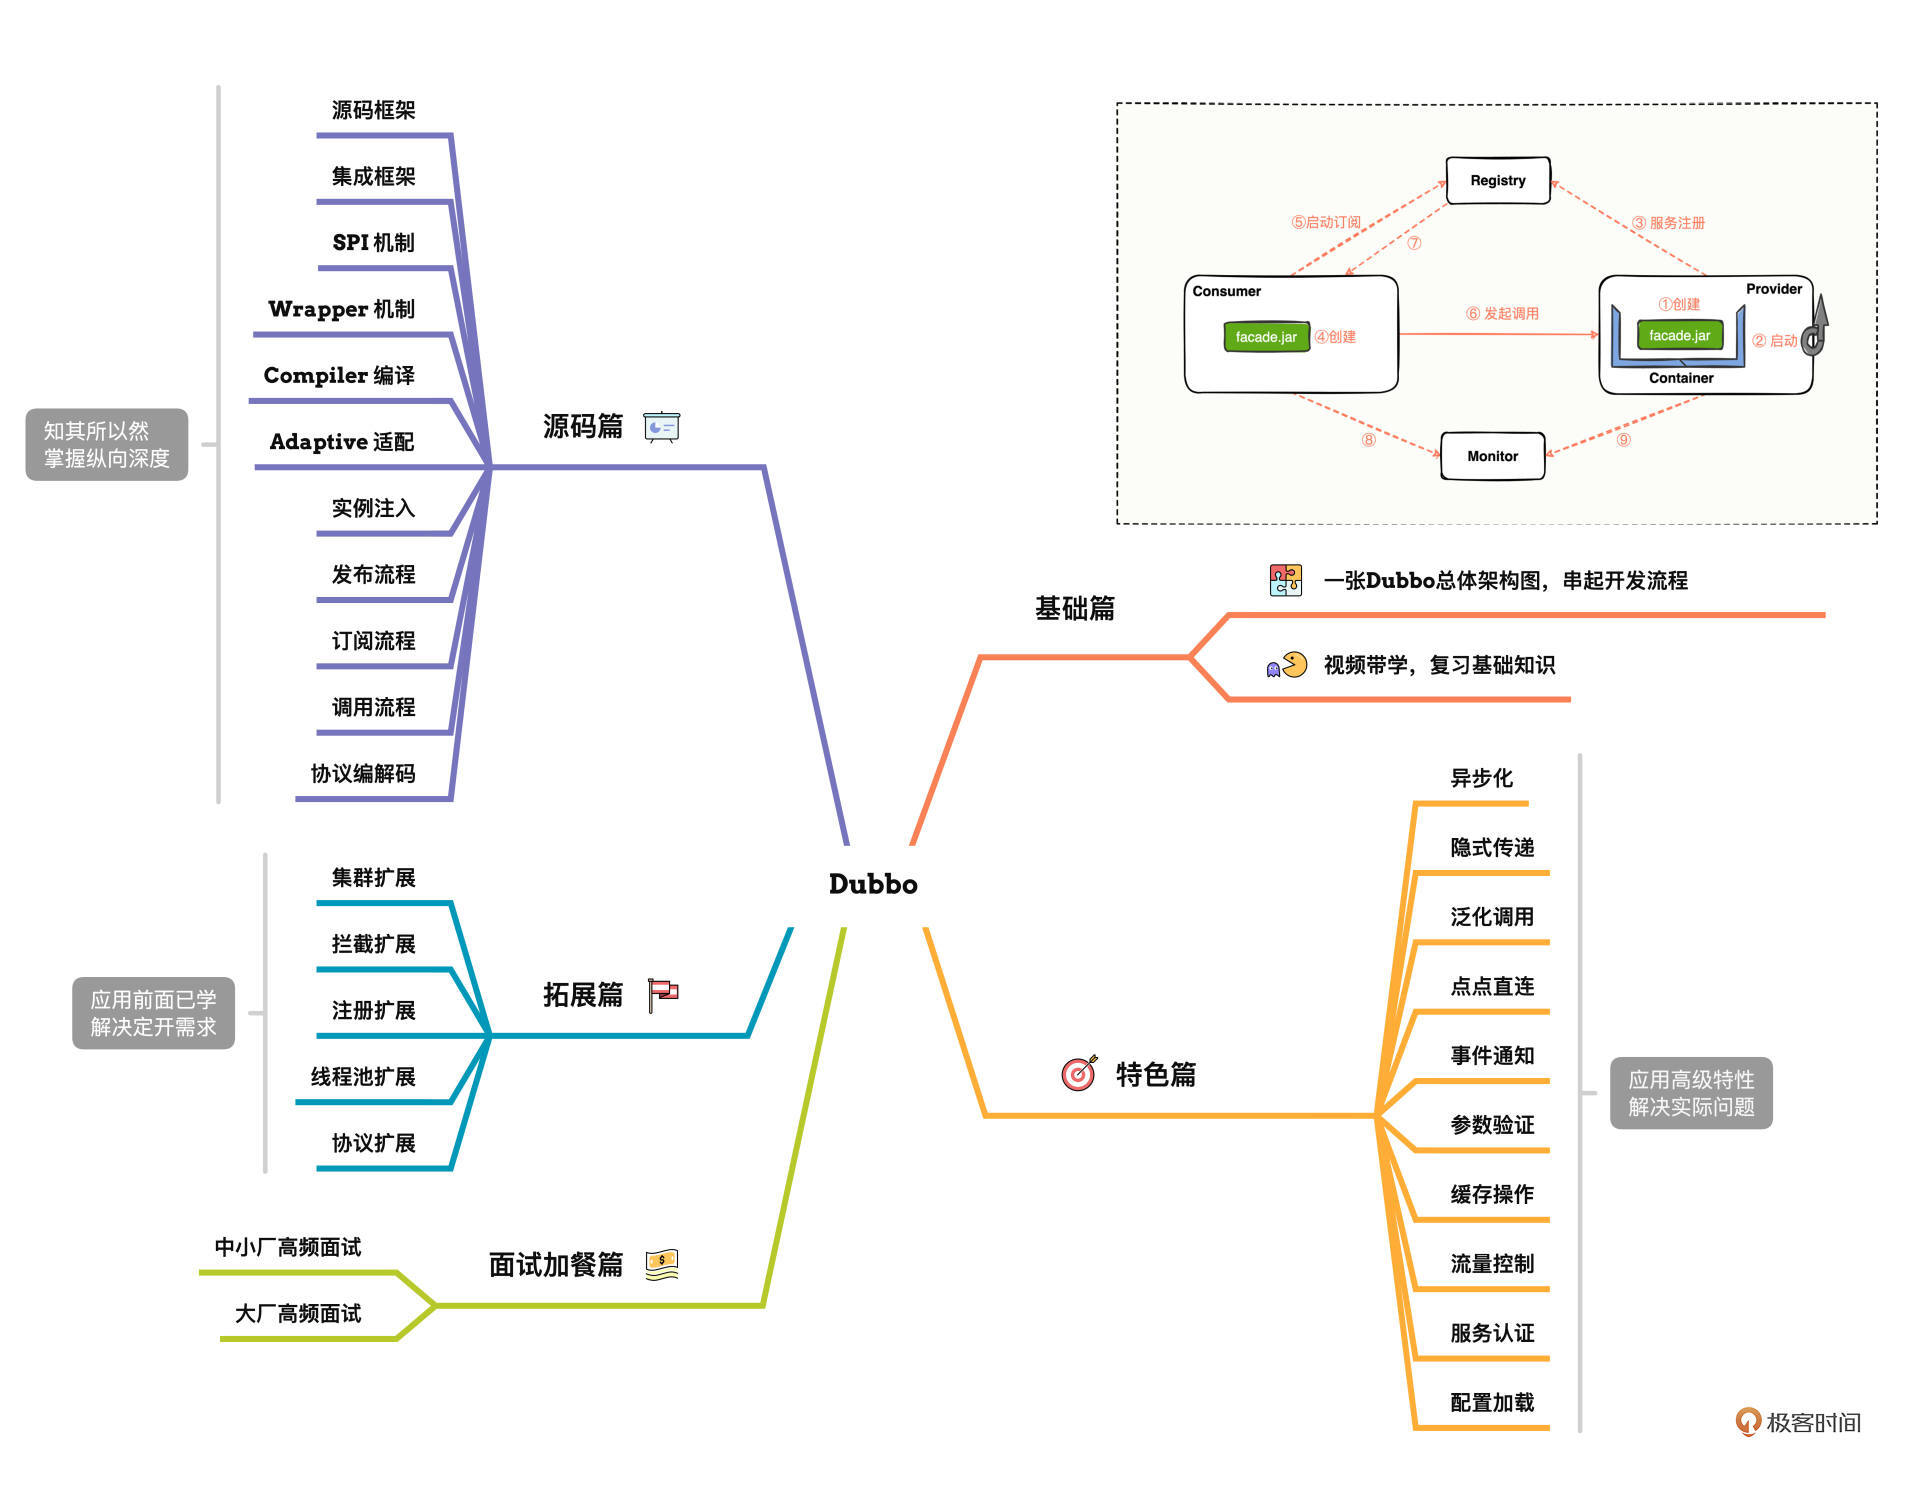 源码框架
集成框架
SPI 机制
Wrapper 机制
Compiler 编译
Adaptive 适配
实例注入
发布流程
订阅流程
调用流程
协议编解码
知其所以然
掌握纵向深度
源码篇
集群扩展
拦截扩展
注册扩展
线程池扩展
协议扩展
应用前面已学
解决定开需求
拓展篇
中小厂高频面试
大厂高频面试
面试加餐篇
Dubbo
Registry
⑤启动订阅
⑦
③ 服务注册
Consumer
facade.jar
④创建
⑥ 发起调用
Provider
①创建
facade.jar
② 启动
Container
⑧
⑨
Monitor
基础篇
一张Dubbo总体架构图，串起开发流程
视频带学，复习基础知识
特色篇
异步化
隐式传递
泛化调用
点点直连
事件通知
参数验证
缓存操作
流量控制
服务认证
配置加载
应用高级特性
解决实际问题
极客时间